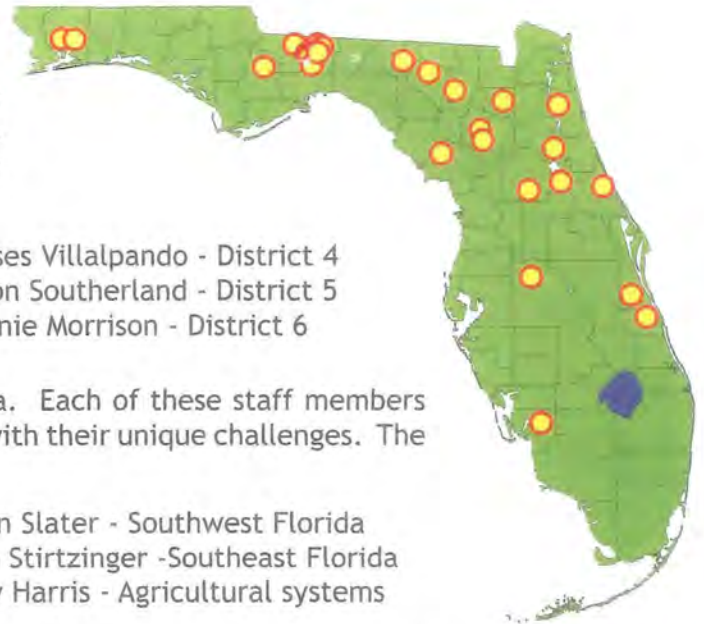 ses Villalpando - District 4
on Southerland - District 5
nie Morrison - District 6
a. Each of these staff members
with their unique challenges. The
n Slater - Southwest Florida
Stirtzinger -Southeast Florida
y Harris - Agricultural systems